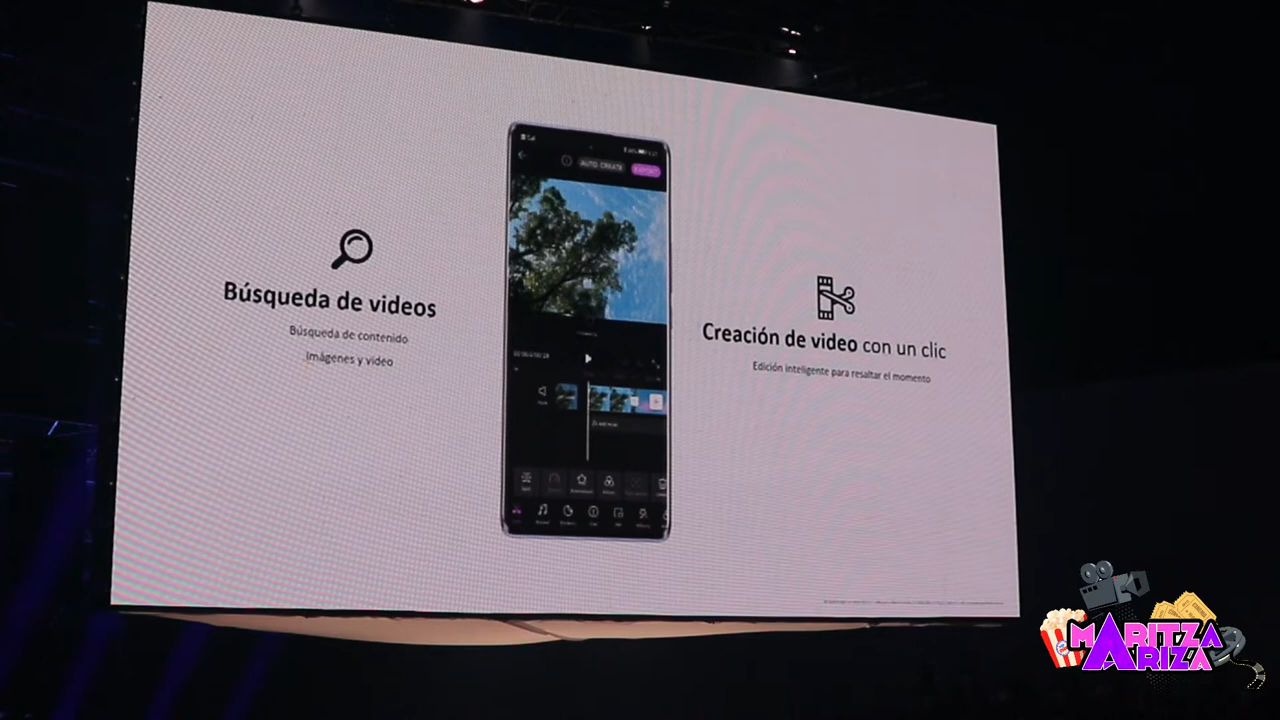 Búsqueda de videos
Búsqueda de contenido
Imágenes y video
AUTO CREATE
EXPORT
Creación de video con un clic
Edición inteligente para resaltar el momento
MARITZA
ARIZA